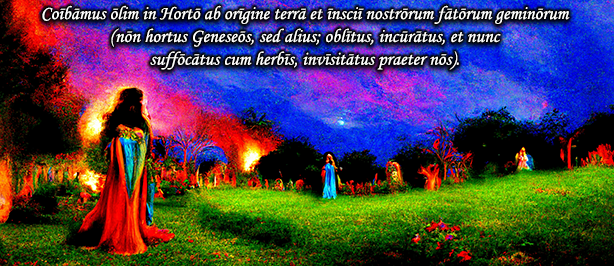 Coībāmus ōlim in Hortō ab orīgine terrā et īnsciī nostrōrum fātōrum geminōrum
(nōn hortus Geneseōs, sed alius; oblītus, incūrātus, et nunc
suffōcātus cum herbīs, invīsitātus praeter nōs).